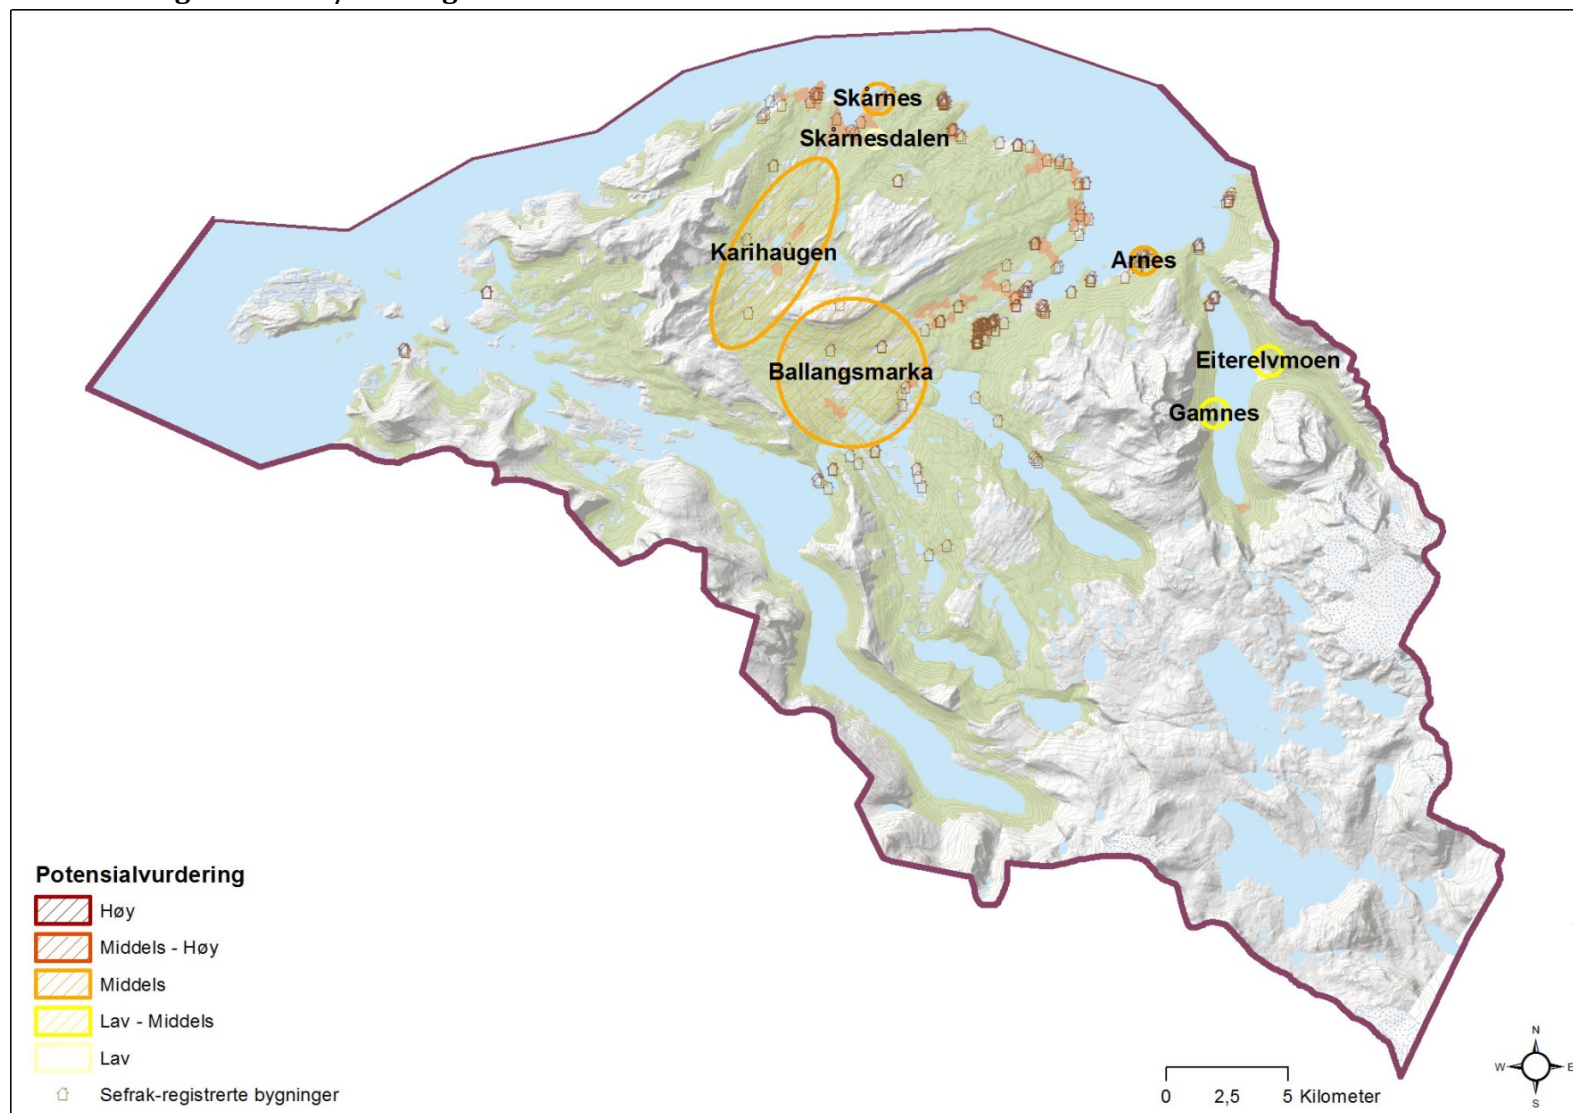 Skårnes
Skårnesdalen
Karihaugen
Arnes
Eiterelvmoen
Ballangsmarka
Gamnes
Potensialvurdering
Høy
Middels - Høy
Middels
Lav - Middels
Lav
Sefrak-registrerte bygninger
0 2,5 5 Kilometer
N
W E
S